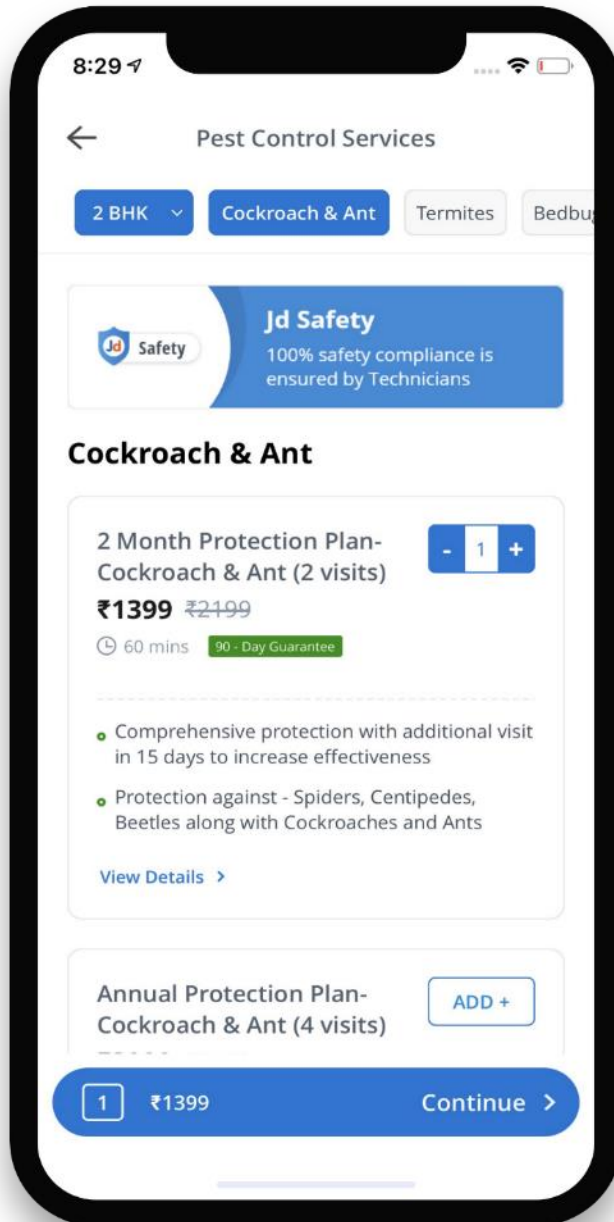 8:29
Pest Control Services
2 BHK
Cockroach & Ant
Termites
Jd Safety
Jd Safety
100% safety compliance is
ensured by Technicians
Cockroach & Ant
2 Month Protection Plan-
Cockroach & Ant (2 visits)
- 1 +
₹1399 ₹2199
60 mins 90 - Day Guarantee
Comprehensive protection with additional visit
in 15 days to increase effectiveness
Protection against - Spiders, Centipedes,
Beetles along with Cockroaches and Ants
View Details >
Annual Protection Plan-
Cockroach & Ant (4 visits)
ADD +
1 ₹1399 Continue >